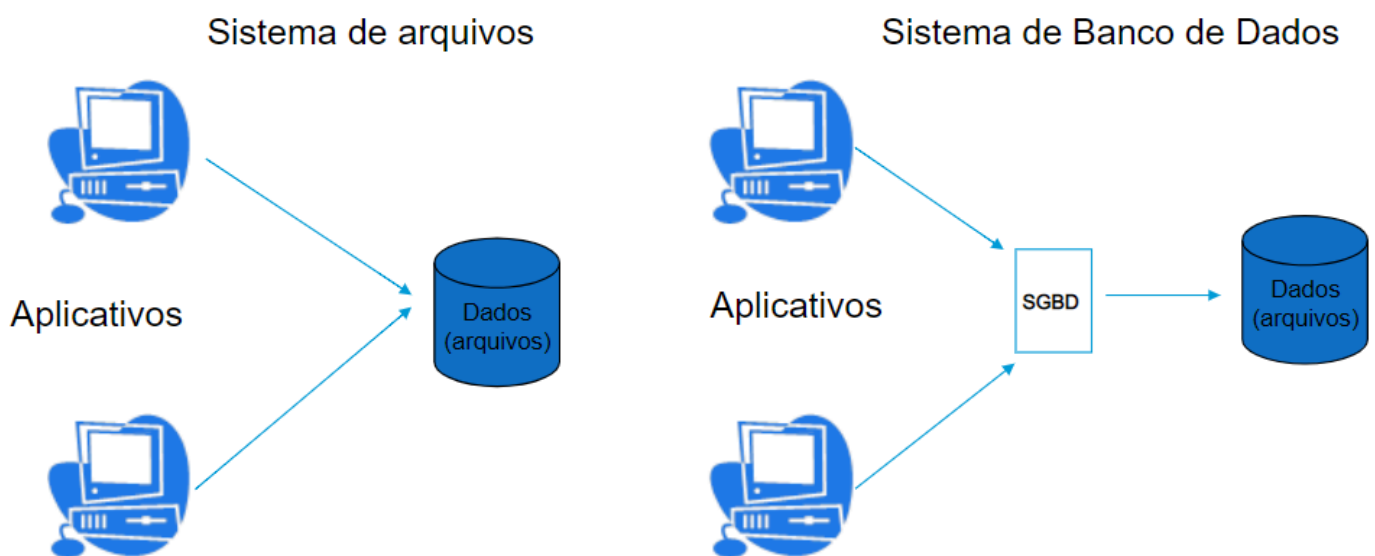 Sistema de arquivos
Aplicativos
Dados
(arquivos)
Sistema de Banco de Dados
Aplicativos
SGBD
Dados
(arquivos)